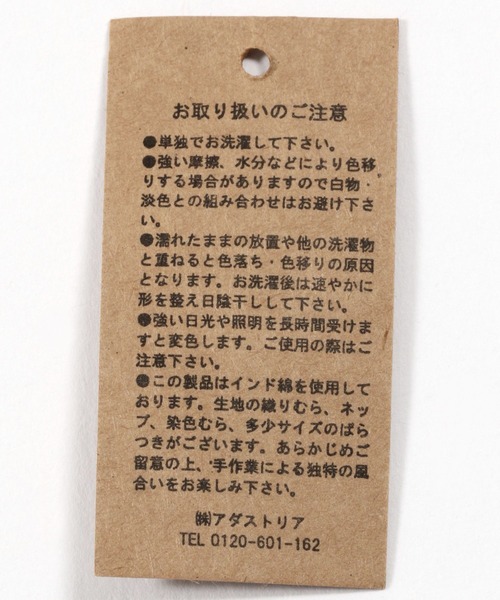 お取り扱いのご注意
●単独でお洗濯して下さい。
●強い摩擦、水分などにより色移
りする場合がありますので白物・
淡色との組み合わせはお避け下さ
い。
●濡れたままの放置や他の洗濯物
と重ねると色落ち・色移りの原因
となります。お洗濯後は速やかに
形を整え日陰干しして下さい。
●強い日光や照明を長時間受けま
すと変色します。ご使用の際はご
注意下さい。
●この製品はインド綿を使用して
おります。生地の織りむら、ネッ
プ、染色むら、多少サイズのばら
つきがございます。あらかじめご
留意の上、手作業による独特の風
合いをお楽しみ下さい。
㈱アダストリア
TEL 0120-601-162